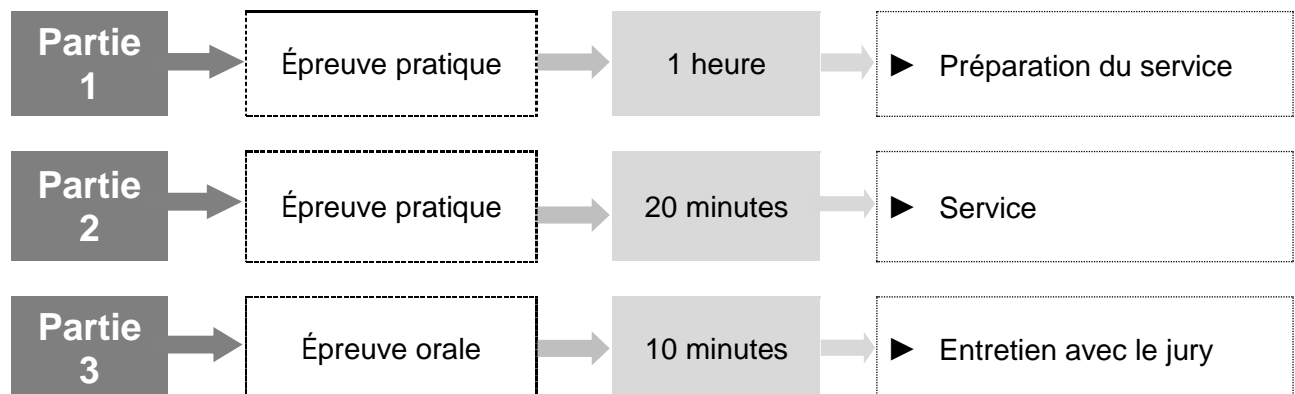 Partie
1
Épreuve pratique
1 heure
► Préparation du service
Partie
2
Épreuve pratique
20 minutes
► Service
Partie
3
Épreuve orale
10 minutes
► Entretien avec le jury